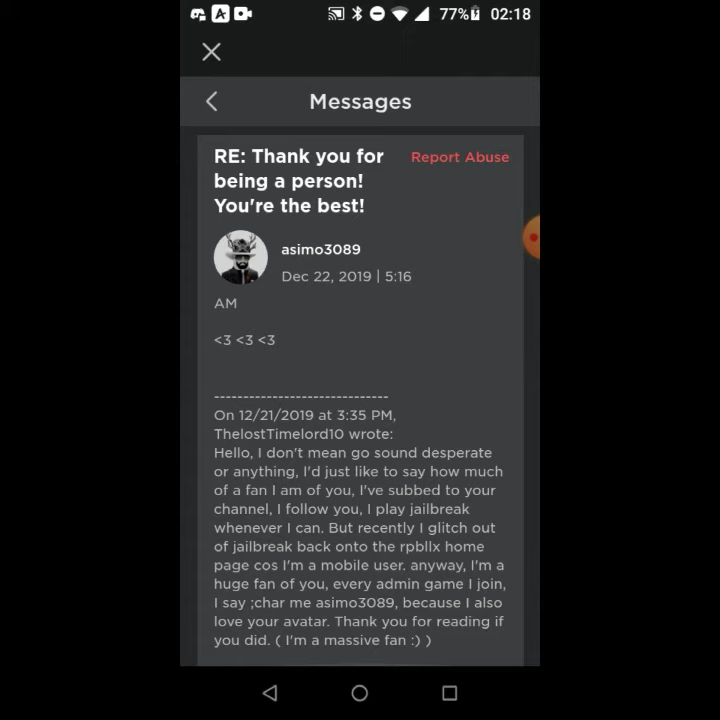 77% 02:18
Messages
RE: Thank you for
being a person!
You're the best!
Report Abuse
asimo3089
Dec 22, 2019 | 5:16
AM
<3 <3 <3
-------------------------------
On 12/21/2019 at 3:35 PM,
ThelostTimelord10 wrote:
Hello, I don't mean go sound desperate
or anything, I'd just like to say how much
of a fan I am of you, I've subbed to your
channel, I follow you, I play jailbreak
whenever I can. But recently I glitch out
of jailbreak back onto the rpbllx home
page cos I'm a mobile user. anyway, I'm a
huge fan of you, every admin game I join,
I say ;char me asimo3089, because I also
love your avatar. Thank you for reading if
you did. ( I'm a massive fan :) )